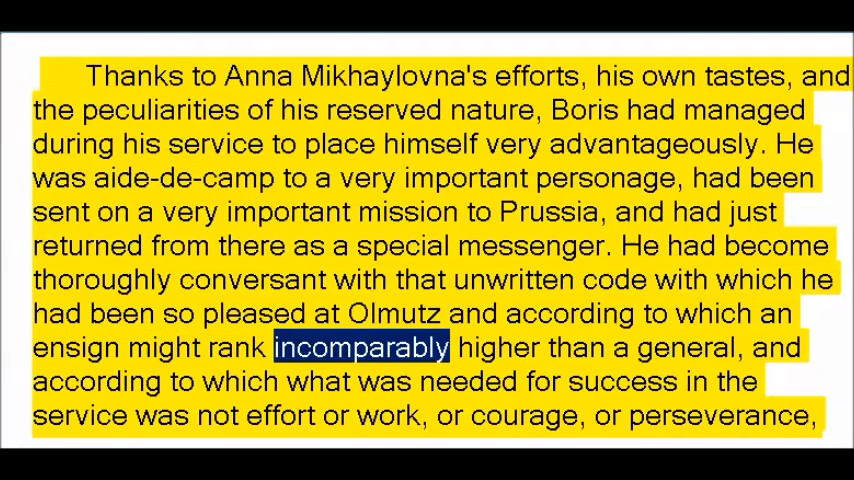 Thanks to Anna Mikhaylovna's efforts, his own tastes, and
the peculiarities of his reserved nature, Boris had managed
during his service to place himself very advantageously. He
was aide-de-camp to a very important personage, had been
sent on a very important mission to Prussia, and had just
returned from there as a special messenger. He had become
thoroughly conversant with that unwritten code with which he
had been so pleased at Olmutz and according to which an
ensign might rank incomparably higher than a general, and
according to which what was needed for success in the
service was not effort or work, or courage, or perseverance,